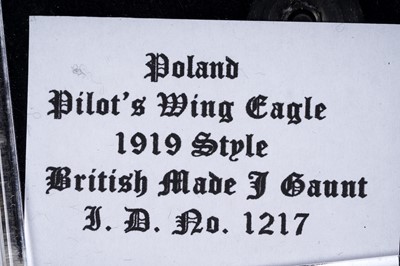 Poland
Pilot's Wing Eagle
1919 Style
British Made J Gaunt
I. D. No. 1217